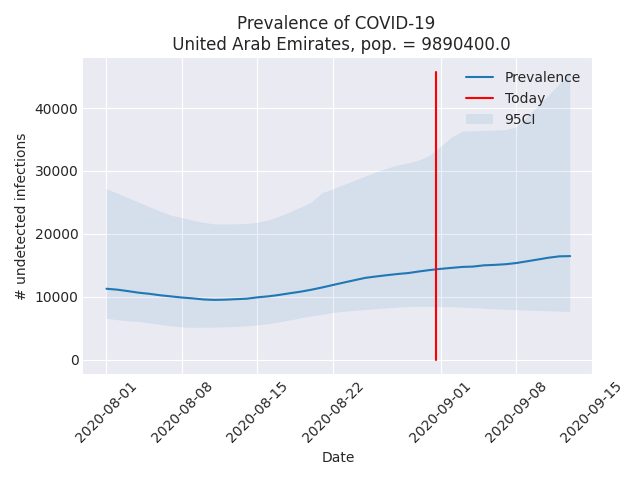 Prevalence of COVID-19
United Arab Emirates, pop. = 9890400.0
Prevalence
Today
95CI
# undetected infections
40000
30000
20000
10000
0
2020-08-01
2020-08-08
2020-08-15
2020-08-22
2020-09-01
2020-09-08
2020-09-15
Date